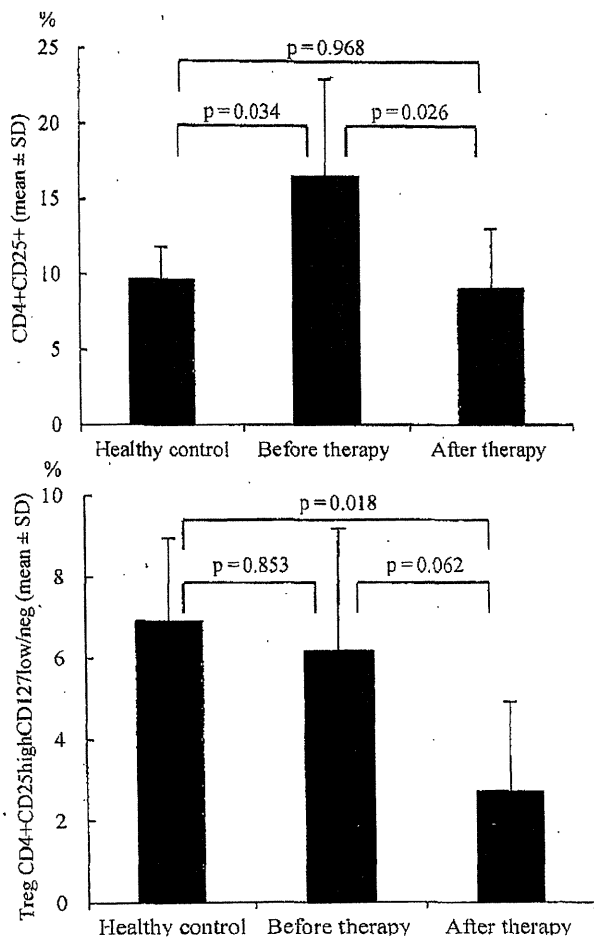 %
p=0.968
p=0.034
p=0.026
25
20
15
10
5
0
CD4+CD25+ (mean ± SD)
Healthy control Before therapy After therapy
%
p=0.018
p=0.853
p=0.062
10
8
6
4
2
0
Treg CD4+CD25highCD127low/neg (mean ± SD)
Healthy control Before therapy After therapy